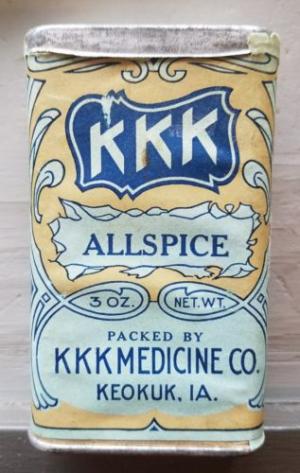 KKK
ALLSPICE
3 OZ. NET. WT.
PACKED BY
KKK MEDICINE CO.
KEOKUK, IA.